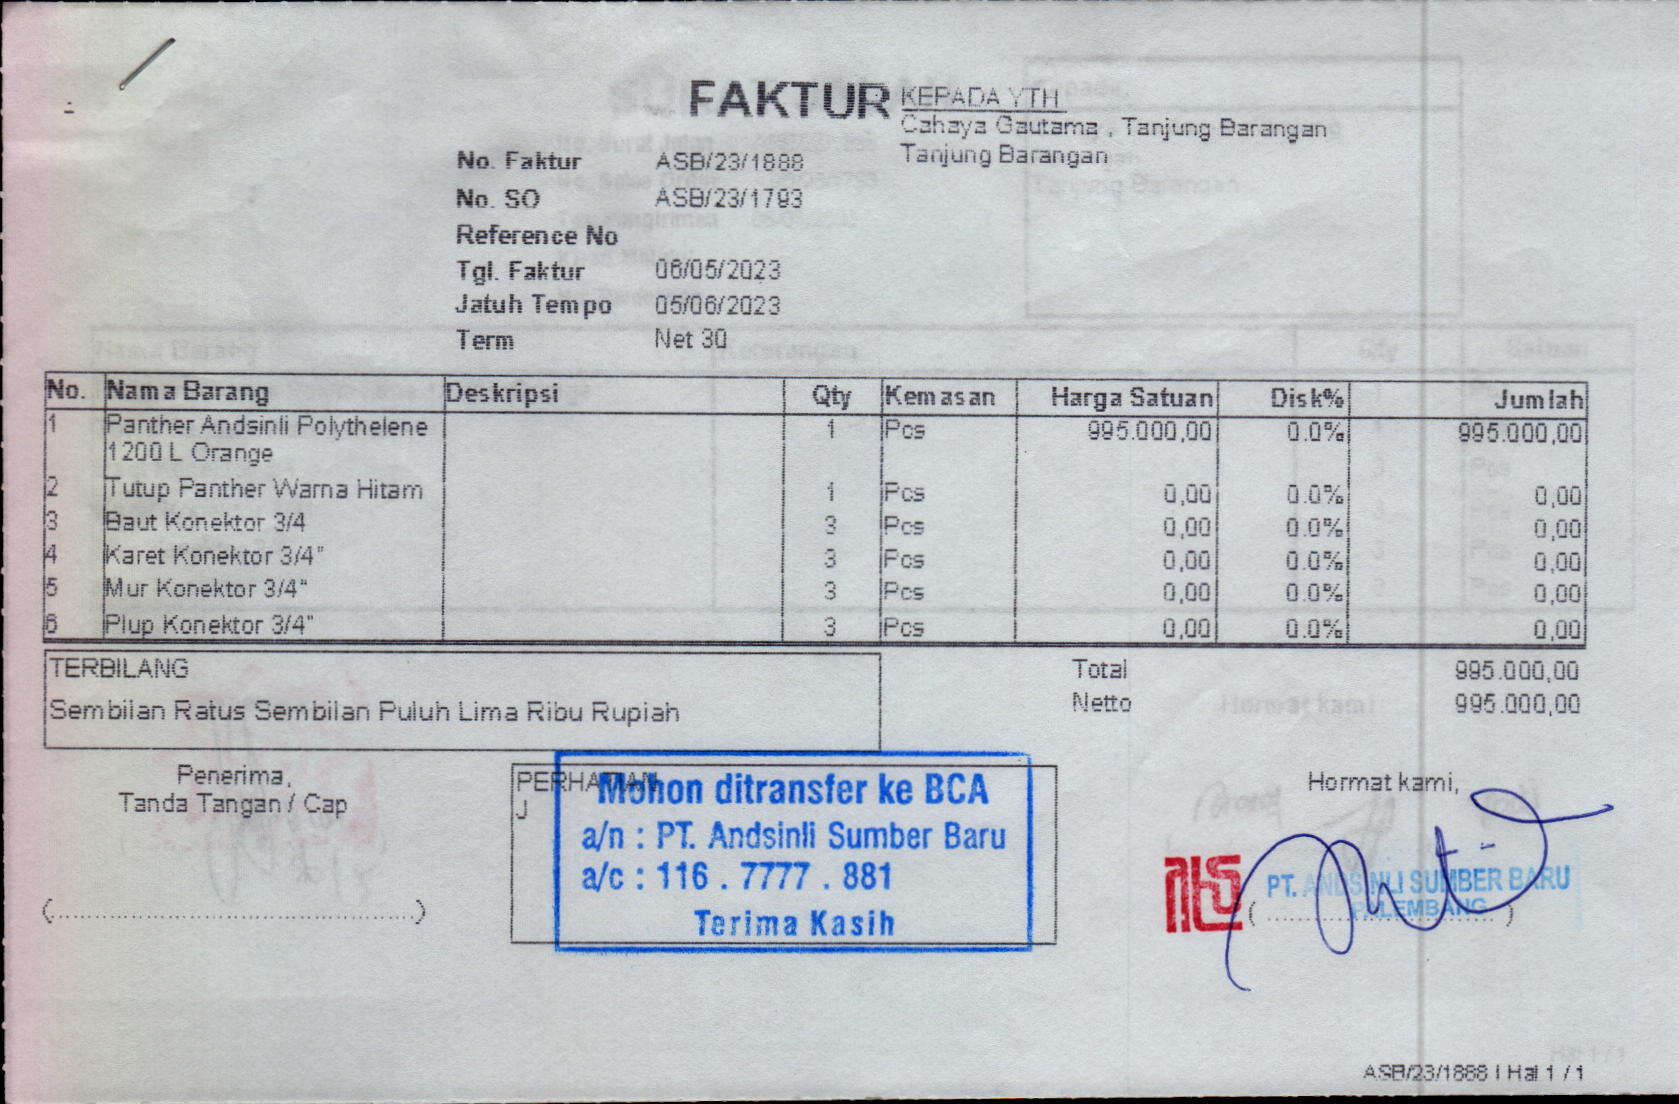 FAKTUR
KEPADA YTH
Cahaya Gautama , Tanjung Barangan
Tanjung Barangan
No. Faktur ASB/23/1888
No. SO ASB/23/1793
Reference No
Tgl. Faktur 06/05/2023
Jatuh Tempo 05/06/2023
Term Net 30
No. Nama Barang Deskripsi Qty Kemasan Harga Satuan Disk% Jumlah
1 Panther Andsinli Polythelene 1 Pcs 995.000,00 0.0% 995.000,00
1200 L Orange
2 Tutup Panther Warna Hitam 1 Pcs 0,00 0.0% 0,00
3 Baut Konektor 3/4 3 Pcs 0,00 0.0% 0,00
4 Karet Konektor 3/4" 3 Pcs 0,00 0.0% 0,00
5 Mur Konektor 3/4" 3 Pcs 0,00 0.0% 0,00
6 Plup Konektor 3/4" 3 Pcs 0,00 0.0% 0,00
TERBILANG
Sembilan Ratus Sembilan Puluh Lima Ribu Rupiah
Total 995.000,00
Netto 995.000,00
Penerima,
Tanda Tangan / Cap
(........................................)
PERHATIAN
J
Mohon ditransfer ke BCA
a/n : PT. Andsinli Sumber Baru
a/c : 116 . 7777 . 881
Terima Kasih
Hormat kami,
PT. ANDSINLI SUMBER BARU
PALEMBANG
ASB/23/1888 | Hal 1 / 1